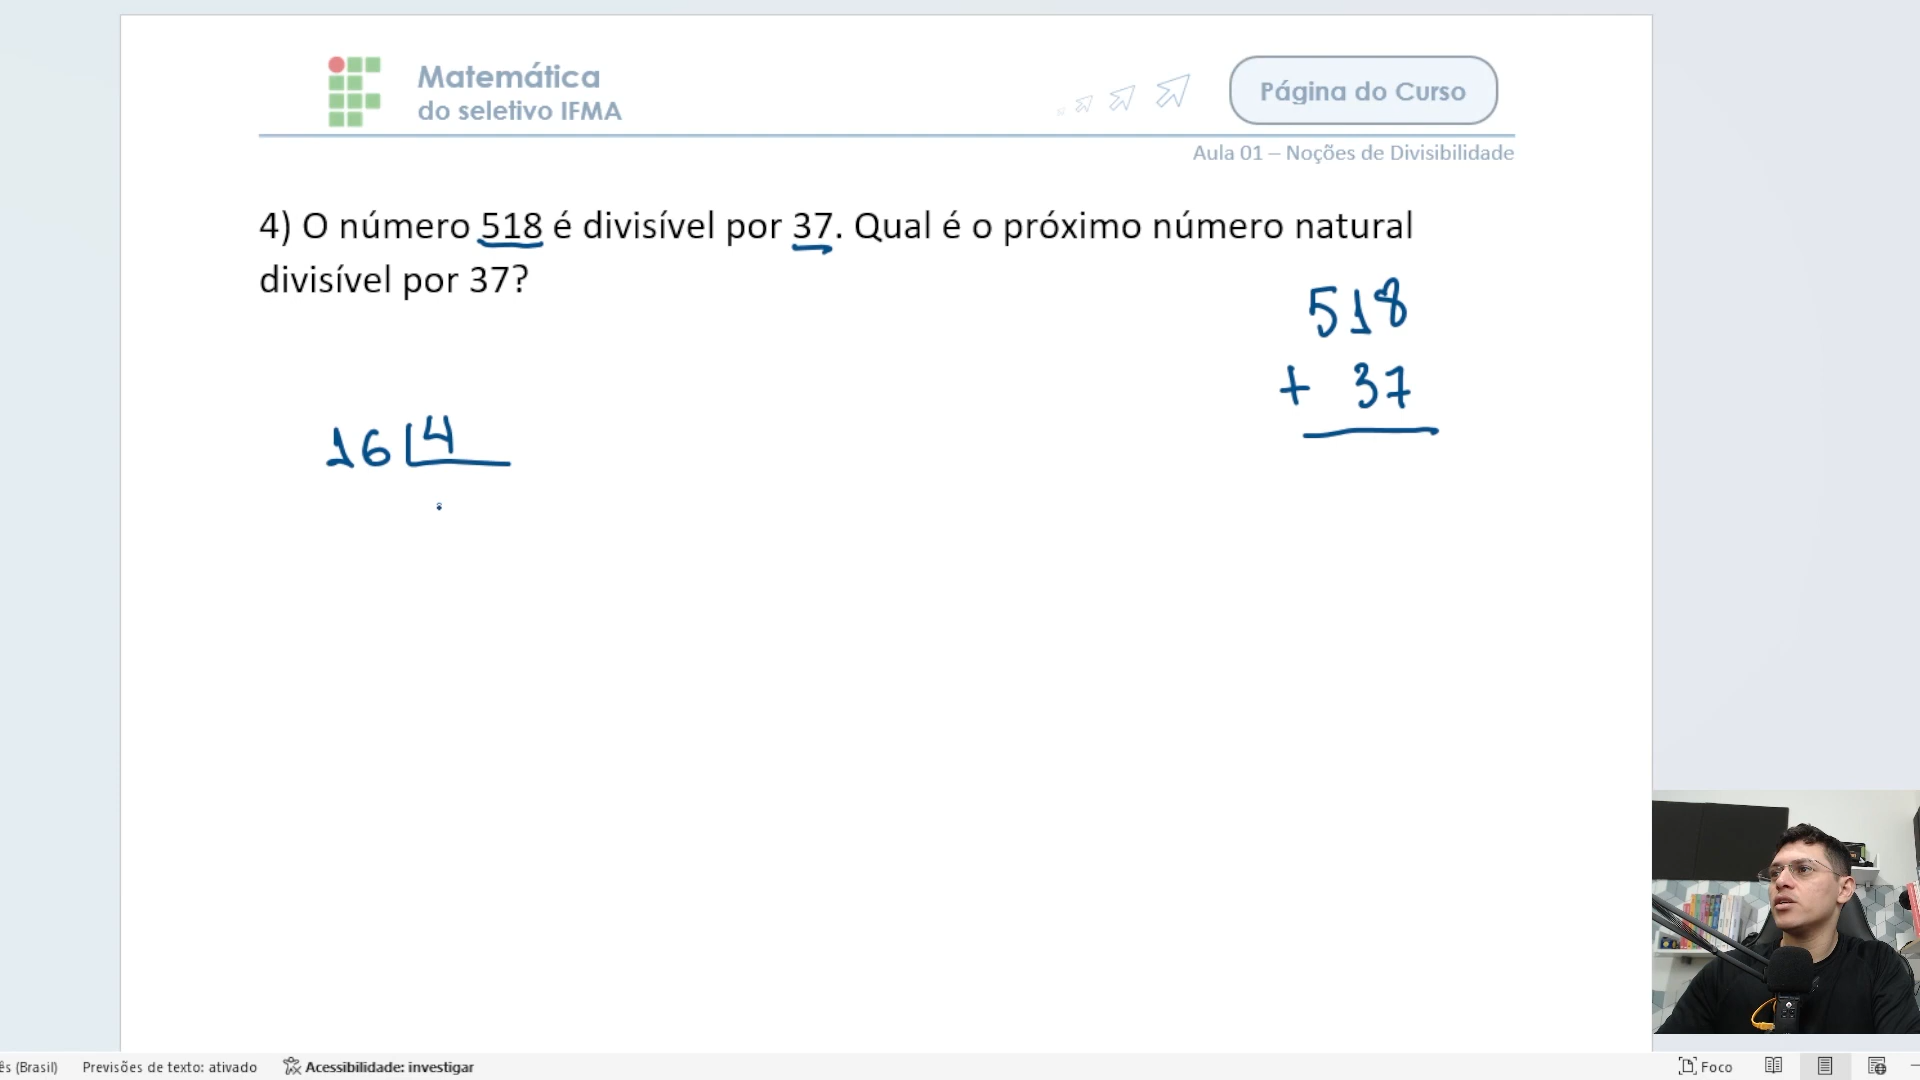 Matemática
do seletivo IFMA
Página do Curso
Aula 01 – Noções de Divisibilidade
4) O número 518 é divisível por 37. Qual é o próximo número natural
divisível por 37?
518
+ 37
16 4
ês (Brasil) Previsões de texto: ativado Acessibilidade: investigar Foco